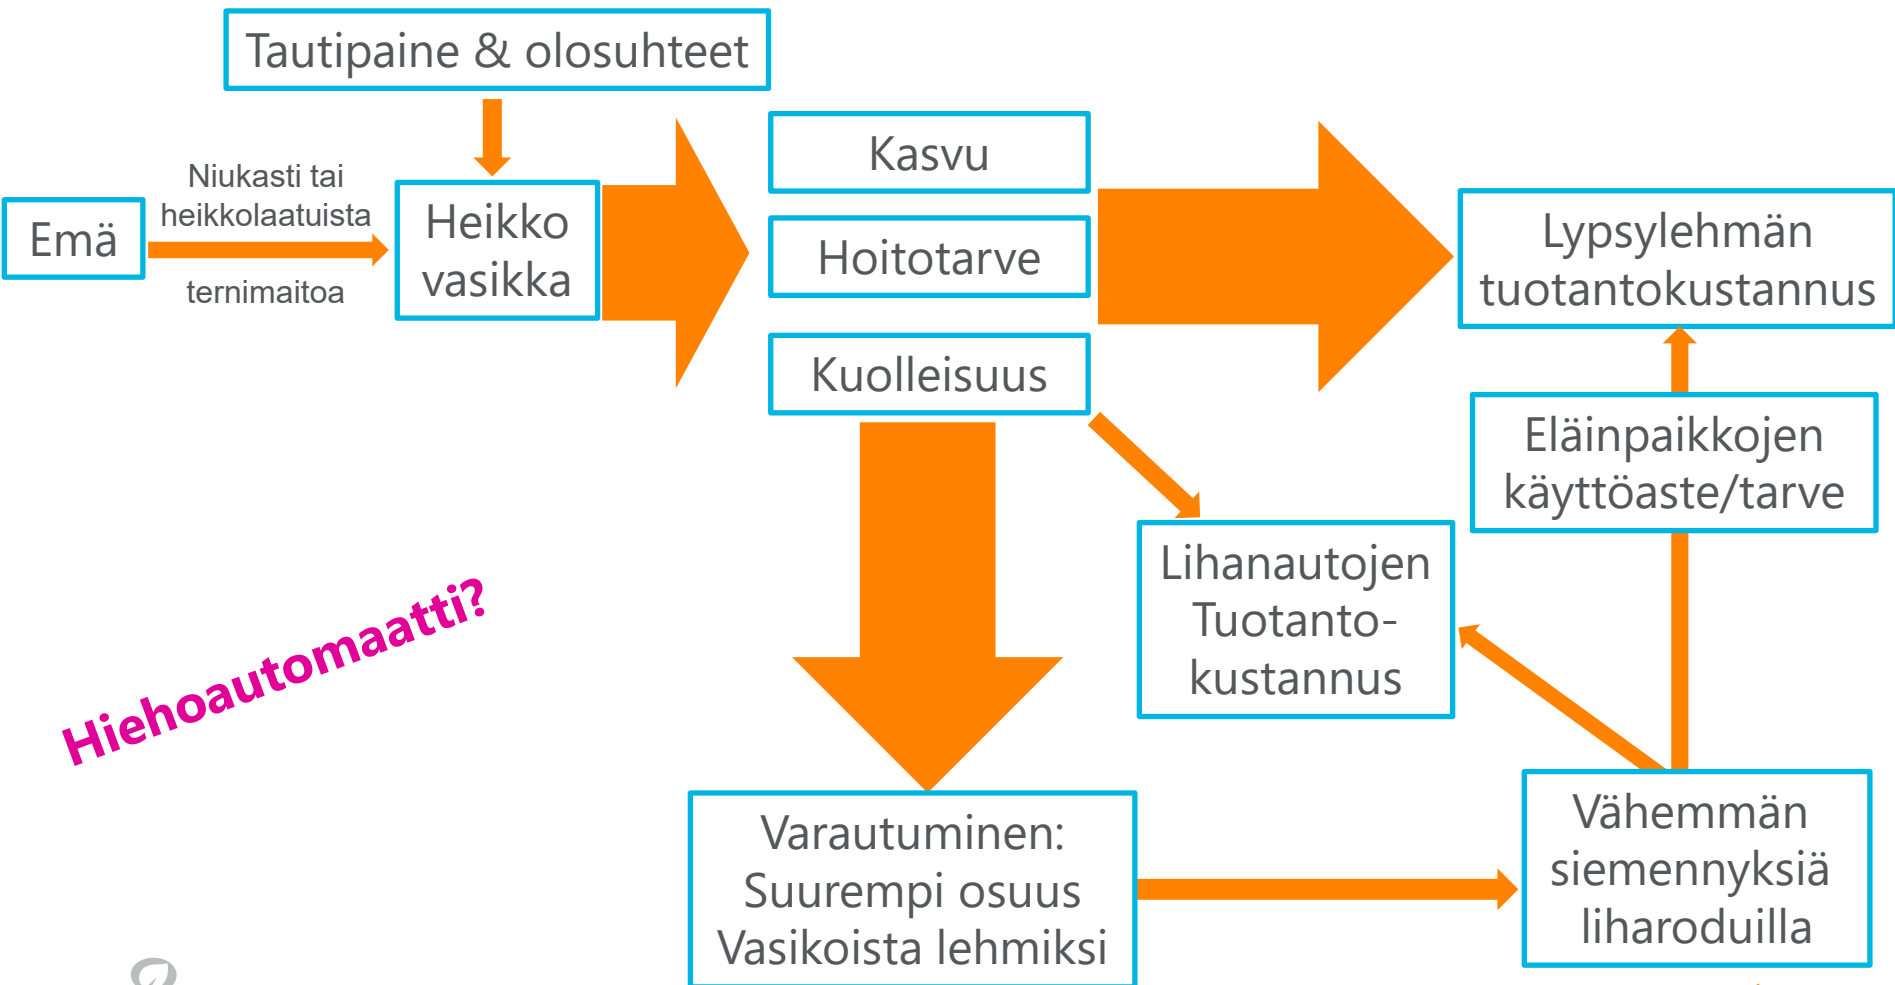 Tautipaine & olosuhteet
Niukasti tai
heikkolaatuista
ternimaitoa
Emä
Heikko
vasikka
Kasvu
Hoitotarve
Kuolleisuus
Lypsylehmän
tuotantokustannus
Eläinpaikkojen
käyttöaste/tarve
Lihanautojen
Tuotanto-
kustannus
Hiehoautomaatti?
Varautuminen:
Suurempi osuus
Vasikoista lehmiksi
Vähemmän
siemennyksiä
liharoduilla